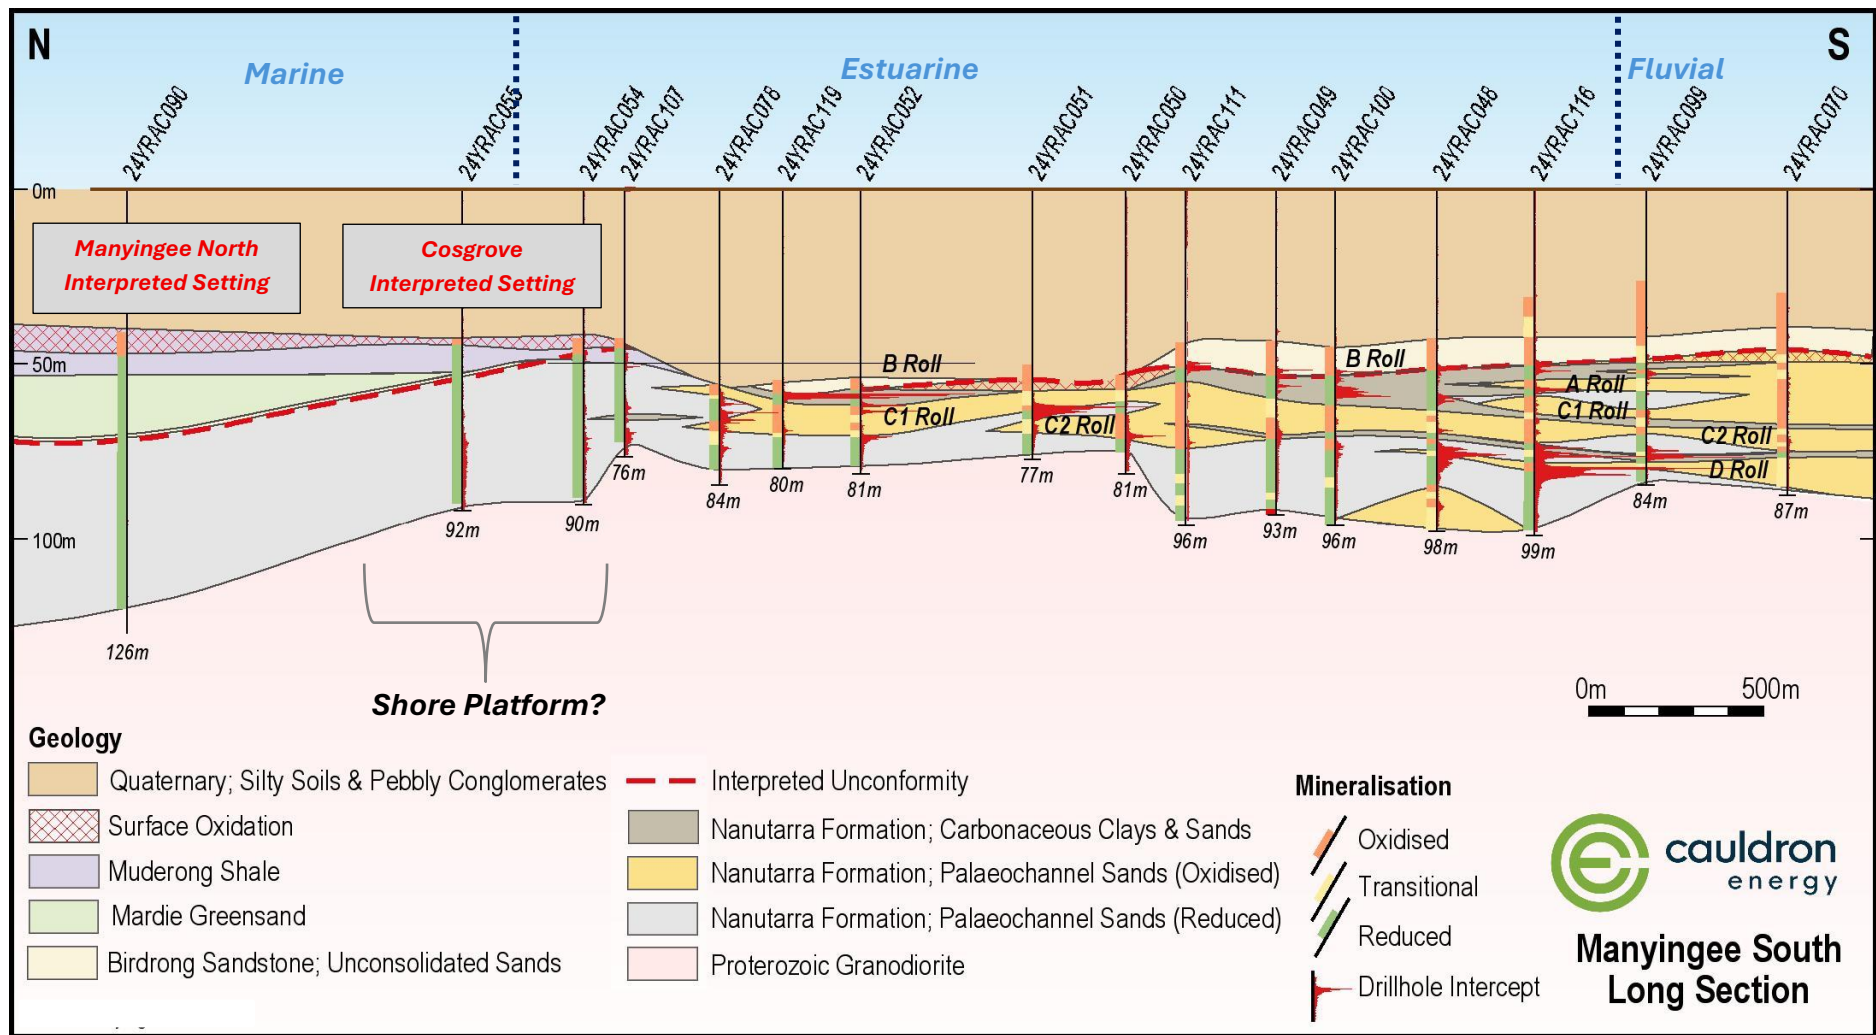 N
S
Marine
Estuarine
Fluvial
24YRAC090
24YRAC055
24YRAC054
24YRAC107
24YRAC078
24YRAC119
24YRAC052
24YRAC051
24YRAC050
24YRAC111
24YRAC049
24YRAC100
24YRAC048
24YRAC116
24YRAC099
24YRAC070
0m
Manyingee North
Interpreted Setting
Cosgrove
Interpreted Setting
50m
B Roll
B Roll
A Roll
C1 Roll
C1 Roll
C2 Roll
C2 Roll
D Roll
100m
126m
92m
90m
76m
84m
80m
81m
77m
81m
96m
93m
96m
98m
99m
84m
87m
Shore Platform?
0m 500m
Geology
Quaternary; Silty Soils & Pebbly Conglomerates
Surface Oxidation
Muderong Shale
Mardie Greensand
Birdrong Sandstone; Unconsolidated Sands
Interpreted Unconformity
Nanutarra Formation; Carbonaceous Clays & Sands
Nanutarra Formation; Palaeochannel Sands (Oxidised)
Nanutarra Formation; Palaeochannel Sands (Reduced)
Proterozoic Granodiorite
Mineralisation
Oxidised
Transitional
Reduced
Drillhole Intercept
cauldron
energy
Manyingee South
Long Section